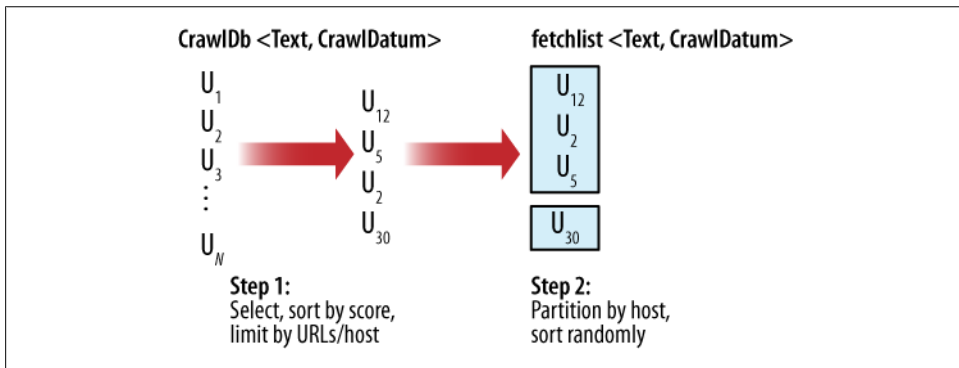 CrawlDb <Text, CrawlDatum>
U1
U2
U3
⋮
UN
U12
U5
U2
U30
Step 1:
Select, sort by score,
limit by URLs/host
fetchlist <Text, CrawlDatum>
U12
U2
U5
U30
Step 2:
Partition by host,
sort randomly